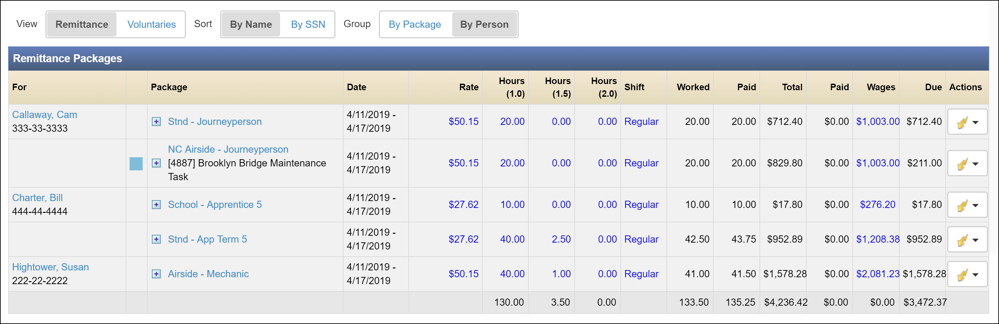 View Remittance Voluntaries Sort By Name By SSN Group By Package By Person
Remittance Packages
For Package Date Rate Hours (1.0) Hours (1.5) Hours (2.0) Shift Worked Paid Total Paid Wages Due Actions
Callaway, Cam
333-33-3333
Stnd - Journeyperson
4/11/2019 -
4/17/2019
$50.15 20.00 0.00 0.00 Regular 20.00 20.00 $712.40 $0.00 $1,003.00 $712.40
NC Airside - Journeyperson
[4887] Brooklyn Bridge Maintenance
Task
4/11/2019 -
4/17/2019
$50.15 20.00 0.00 0.00 Regular 20.00 20.00 $829.80 $0.00 $1,003.00 $211.00
Charter, Bill
444-44-4444
School - Apprentice 5
4/11/2019 -
4/17/2019
$27.62 10.00 0.00 0.00 Regular 10.00 10.00 $17.80 $0.00 $276.20 $17.80
Stnd - App Term 5
4/11/2019 -
4/17/2019
$27.62 40.00 2.50 0.00 Regular 42.50 43.75 $952.89 $0.00 $1,208.38 $952.89
Hightower, Susan
222-22-2222
Airside - Mechanic
4/11/2019 -
4/17/2019
$50.15 40.00 1.00 0.00 Regular 41.00 41.50 $1,578.28 $0.00 $2,081.23 $1,578.28
130.00 3.50 0.00 133.50 135.25 $4,236.42 $0.00 $0.00 $3,472.37